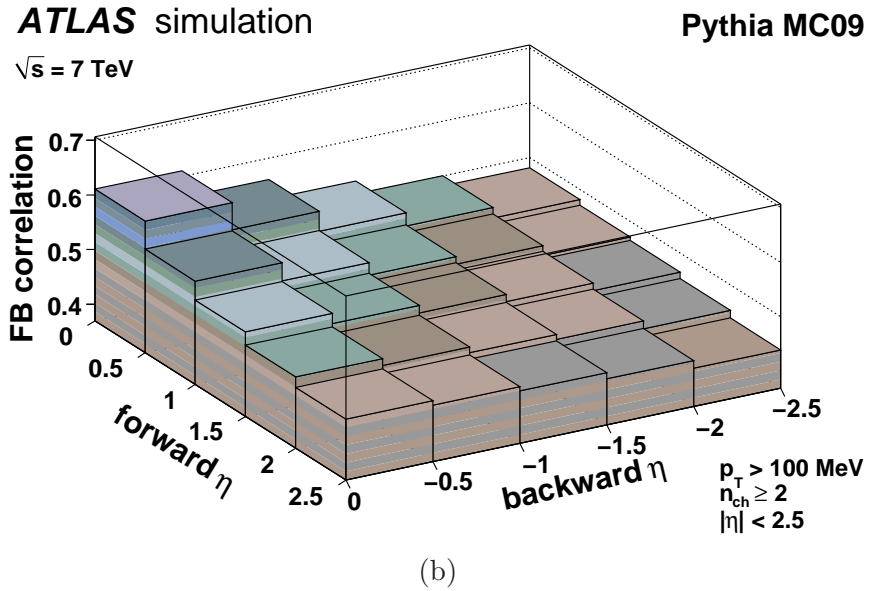 ATLAS simulation
Pythia MC09
√s = 7 TeV
FB correlation
0.7
0.6
0.5
0.4
0
0.5
1
1.5
2
2.5
forward η
0
−0.5
−1
−1.5
−2
−2.5
backward η
p_T > 100 MeV
n_ch ≥ 2
|η| < 2.5
(b)